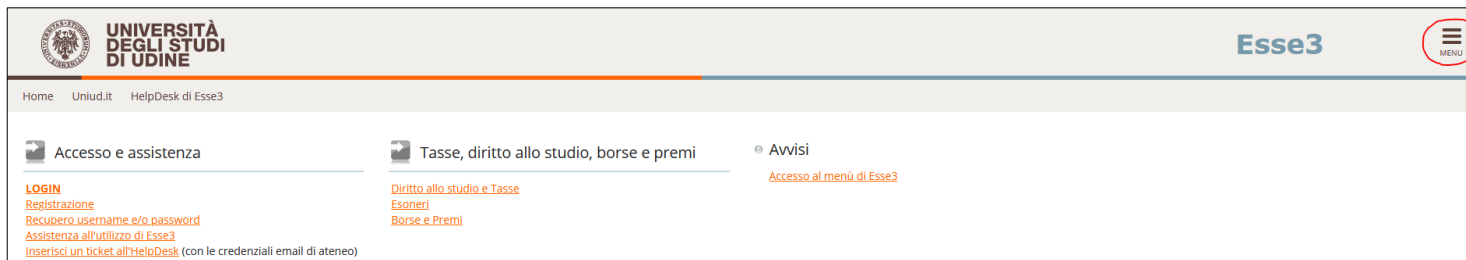 UNIVERSITÀ
DEGLI STUDI
DI UDINE
Esse3
MENU
Home Uniud.it HelpDesk di Esse3
Accesso e assistenza
LOGIN
Registrazione
Recupero username e/o password
Assistenza all'utilizzo di Esse3
Inserisci un ticket all'HelpDesk (con le credenziali email di ateneo)
Tasse, diritto allo studio, borse e premi
Diritto allo studio e Tasse
Esoneri
Borse e Premi
Avvisi
Accesso al menù di Esse3